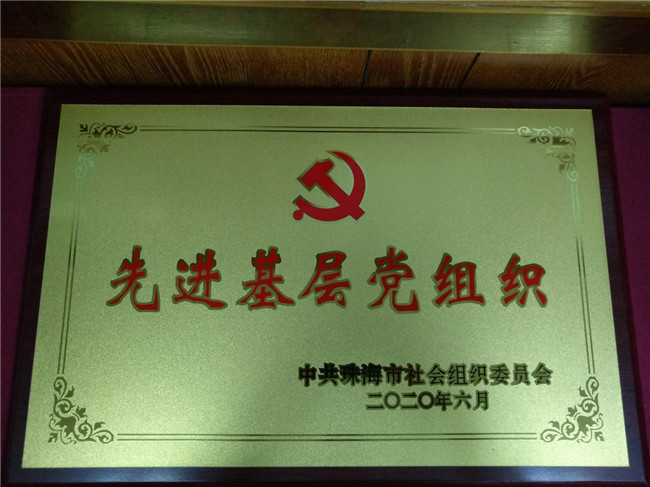 先进基层党组织
中共珠海市社会组织委员会
二〇二〇年六月